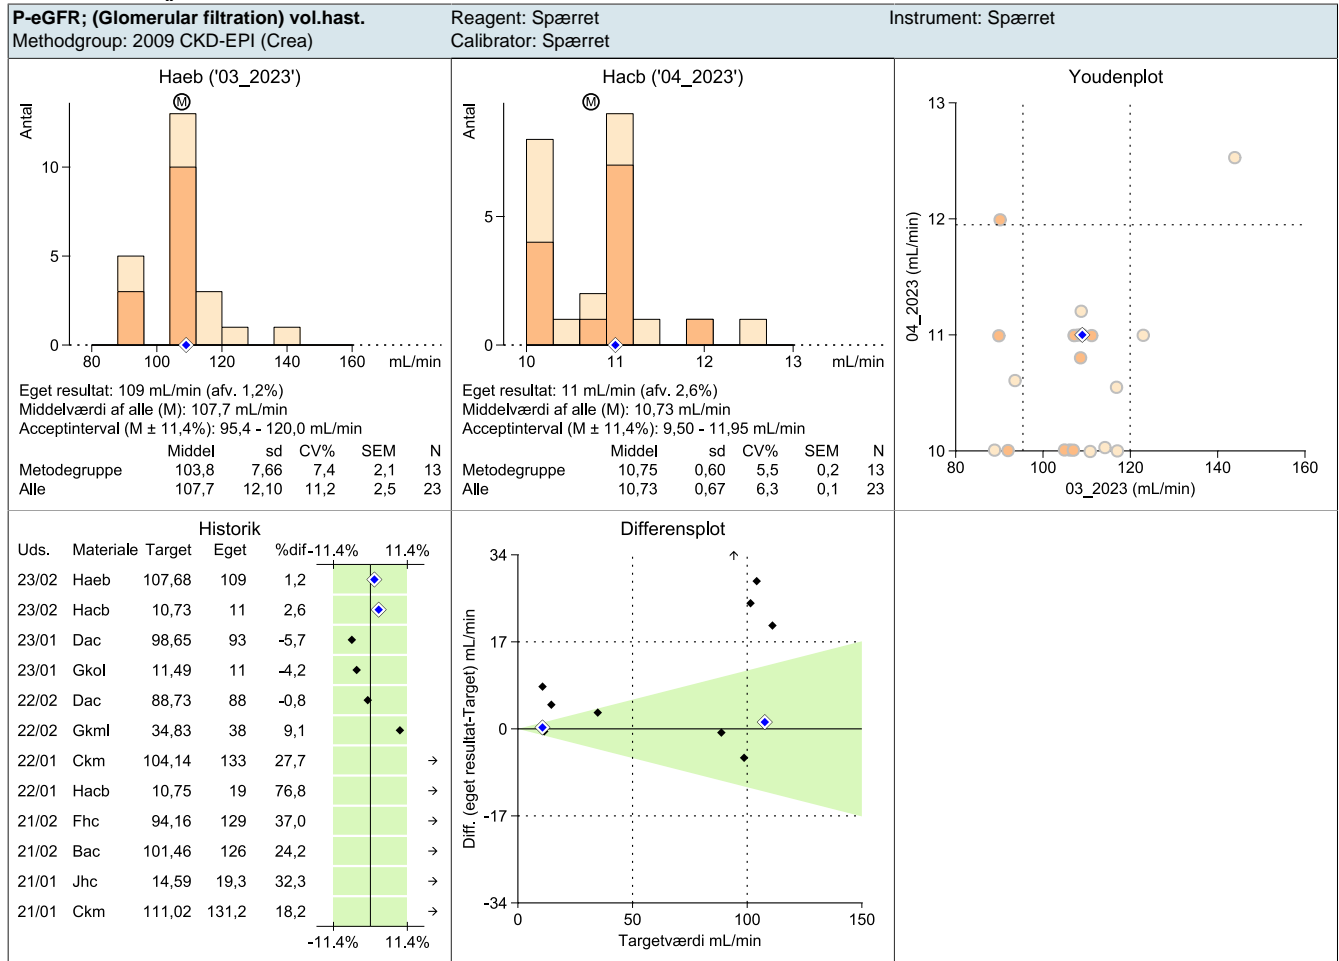 P-eGFR; (Glomerular filtration) vol.hast.
Reagent: Spærret
Instrument: Spærret
Methodgroup: 2009 CKD-EPI (Crea)
Calibrator: Spærret
Haeb ('03_2023')
M
Antal
10
5
0
80 100 120 140 160 mL/min
Eget resultat: 109 mL/min (afv. 1,2%)
Middelværdi af alle (M): 107,7 mL/min
Acceptinterval (M ± 11,4%): 95,4 - 120,0 mL/min
Middel sd CV% SEM N
Metodegruppe 103,8 7,66 7,4 2,1 13
Alle 107,7 12,10 11,2 2,5 23
Hacb ('04_2023')
M
Antal
5
0
10 11 12 13 mL/min
Eget resultat: 11 mL/min (afv. 2,6%)
Middelværdi af alle (M): 10,73 mL/min
Acceptinterval (M ± 11,4%): 9,50 - 11,95 mL/min
Middel sd CV% SEM N
Metodegruppe 10,75 0,60 5,5 0,2 13
Alle 10,73 0,67 6,3 0,1 23
Youdenplot
04_2023 (mL/min)
13
12
11
10
80 100 120 140 160
03_2023 (mL/min)
Historik
Uds. Materiale Target Eget %dif -11.4% 11.4%
23/02 Haeb 107,68 109 1,2
23/02 Hacb 10,73 11 2,6
23/01 Dac 98,65 93 -5,7
23/01 Gkol 11,49 11 -4,2
22/02 Dac 88,73 88 -0,8
22/02 Gkml 34,83 38 9,1
22/01 Ckm 104,14 133 27,7 →
22/01 Hacb 10,75 19 76,8 →
21/02 Fhc 94,16 129 37,0 →
21/02 Bac 101,46 126 24,2 →
21/01 Jhc 14,59 19,3 32,3 →
21/01 Ckm 111,02 131,2 18,2 →
-11.4% 11.4%
Differensplot
Diff. (eget resultat-Target) mL/min
34
17
0
-17
-34
0 50 100 150
Targetværdi mL/min